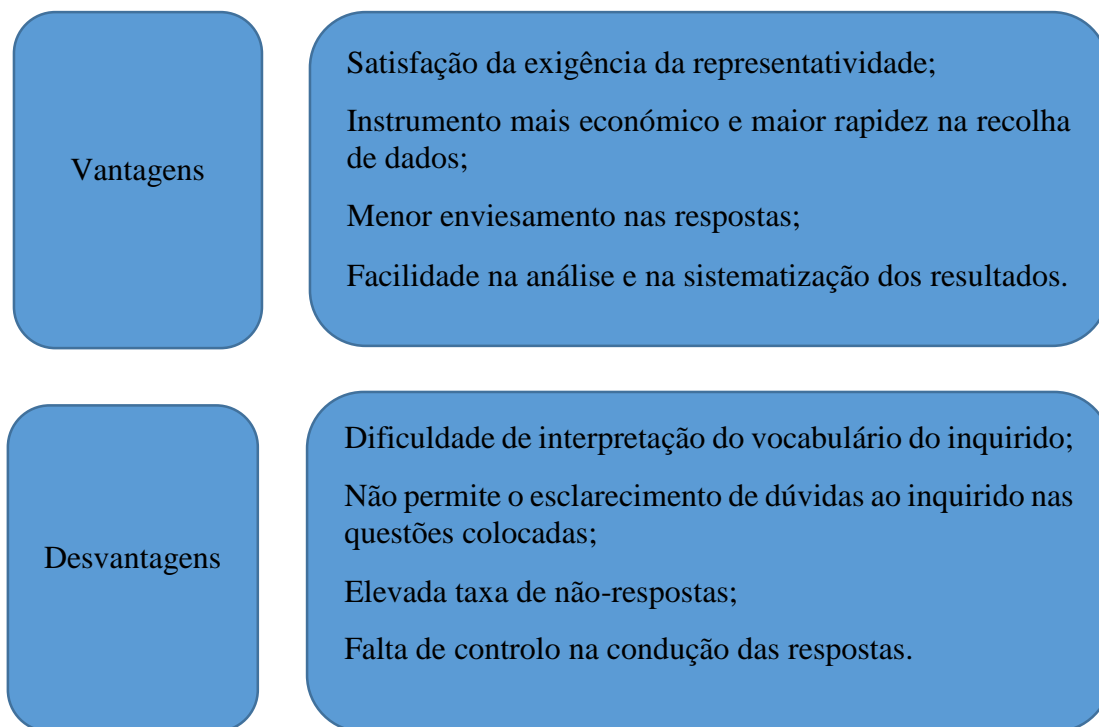 Vantagens
Satisfação da exigência da representatividade;
Instrumento mais económico e maior rapidez na recolha
de dados;
Menor enviesamento nas respostas;
Facilidade na análise e na sistematização dos resultados.
Desvantagens
Dificuldade de interpretação do vocabulário do inquirido;
Não permite o esclarecimento de dúvidas ao inquirido nas
questões colocadas;
Elevada taxa de não-respostas;
Falta de controlo na condução das respostas.